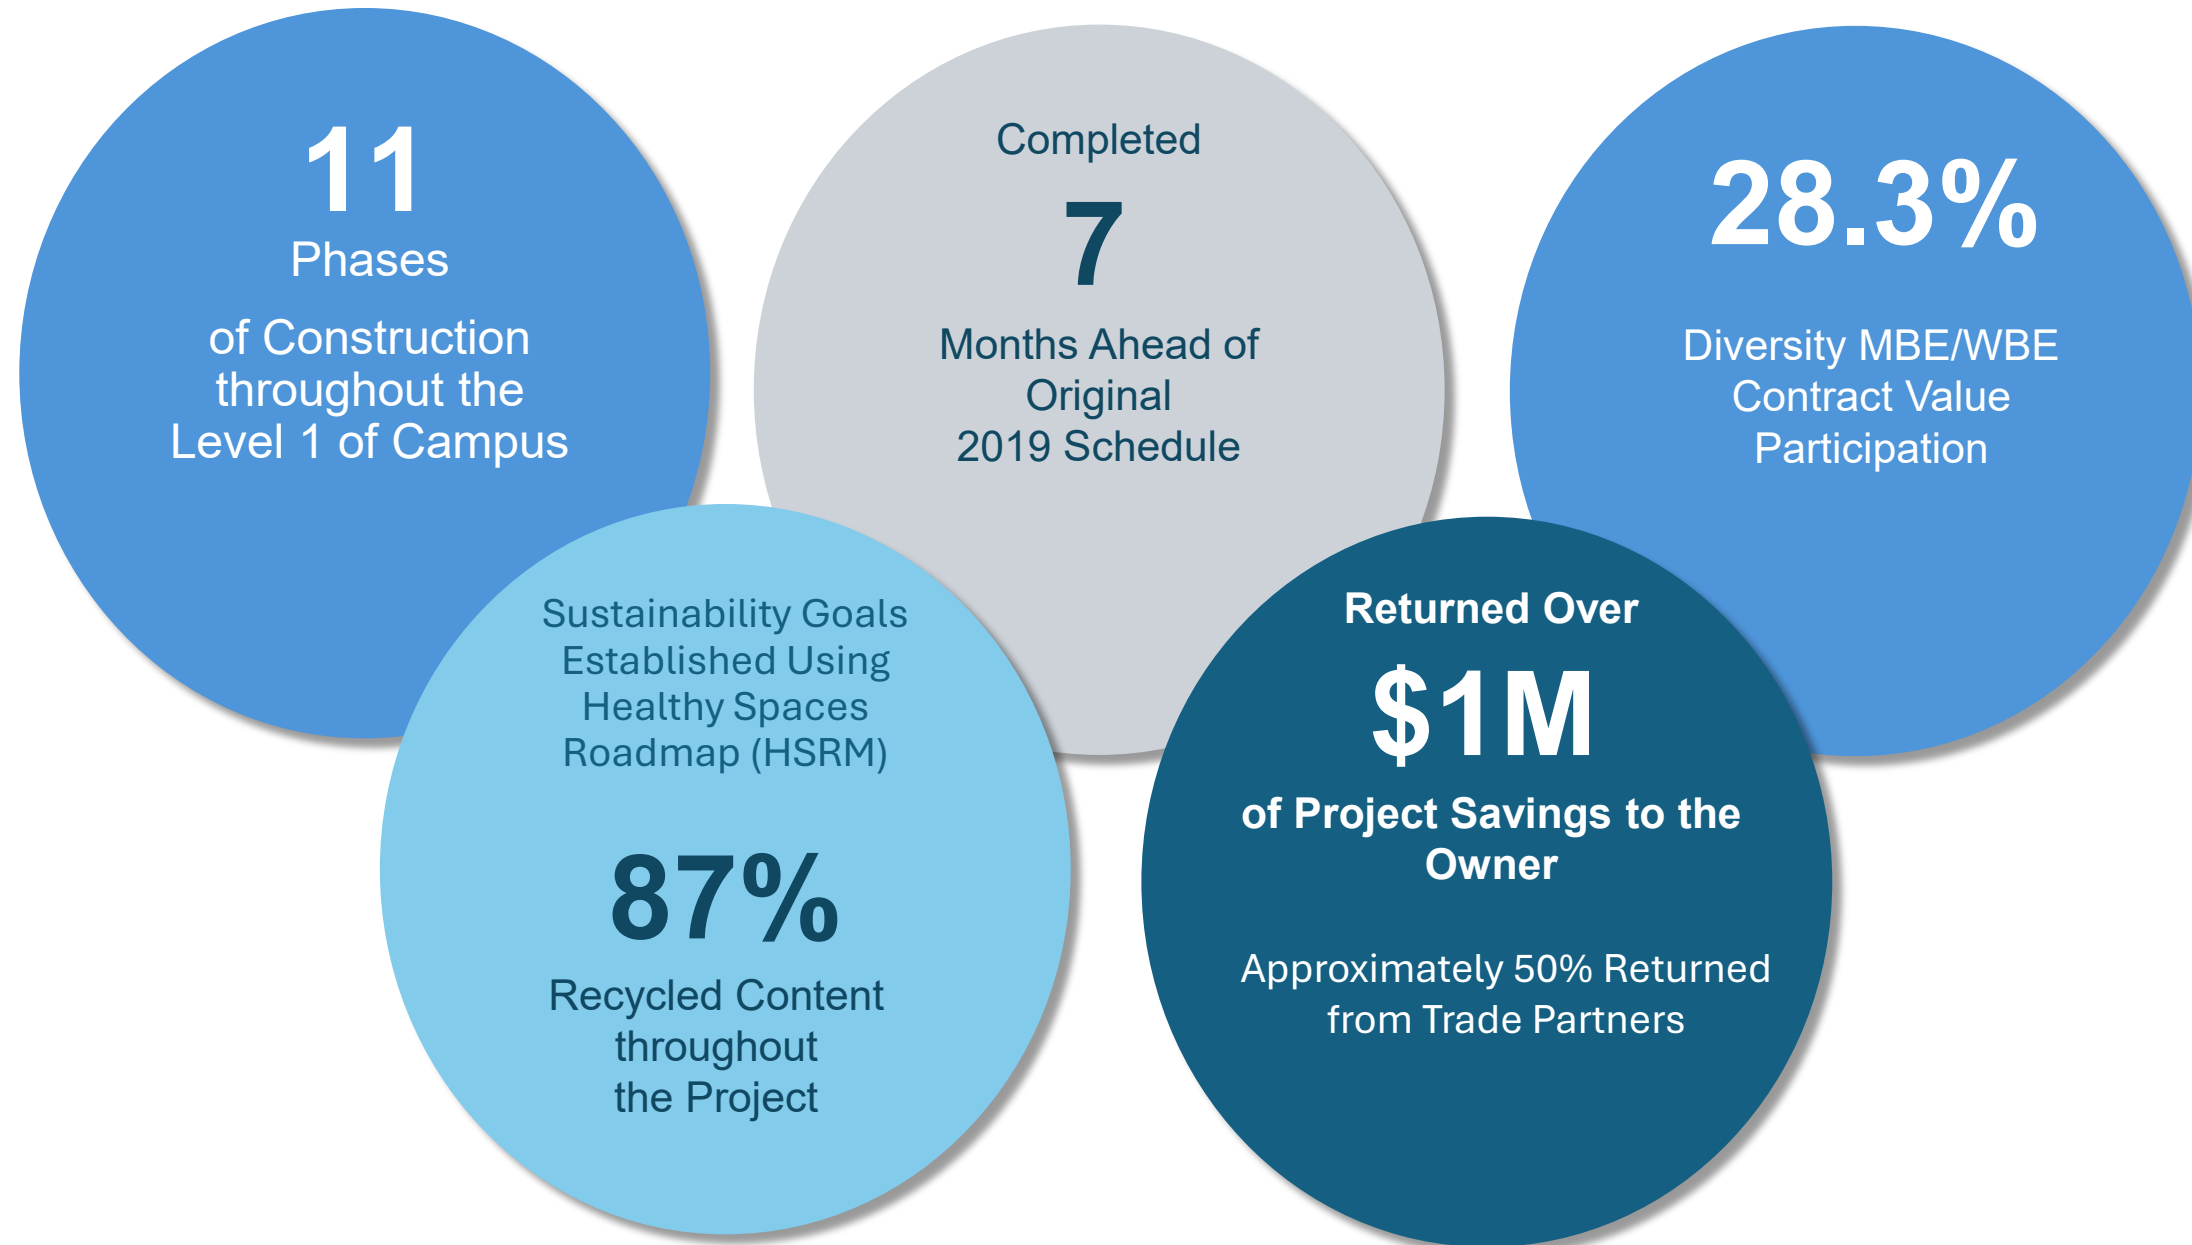 11
Phases
of Construction
throughout the
Level 1 of Campus
Completed
7
Months Ahead of
Original
2019 Schedule
28.3%
Diversity MBE/WBE
Contract Value
Participation
Sustainability Goals
Established Using
Healthy Spaces
Roadmap (HSRM)
87%
Recycled Content
throughout
the Project
Returned Over
$1M
of Project Savings to the
Owner
Approximately 50% Returned
from Trade Partners